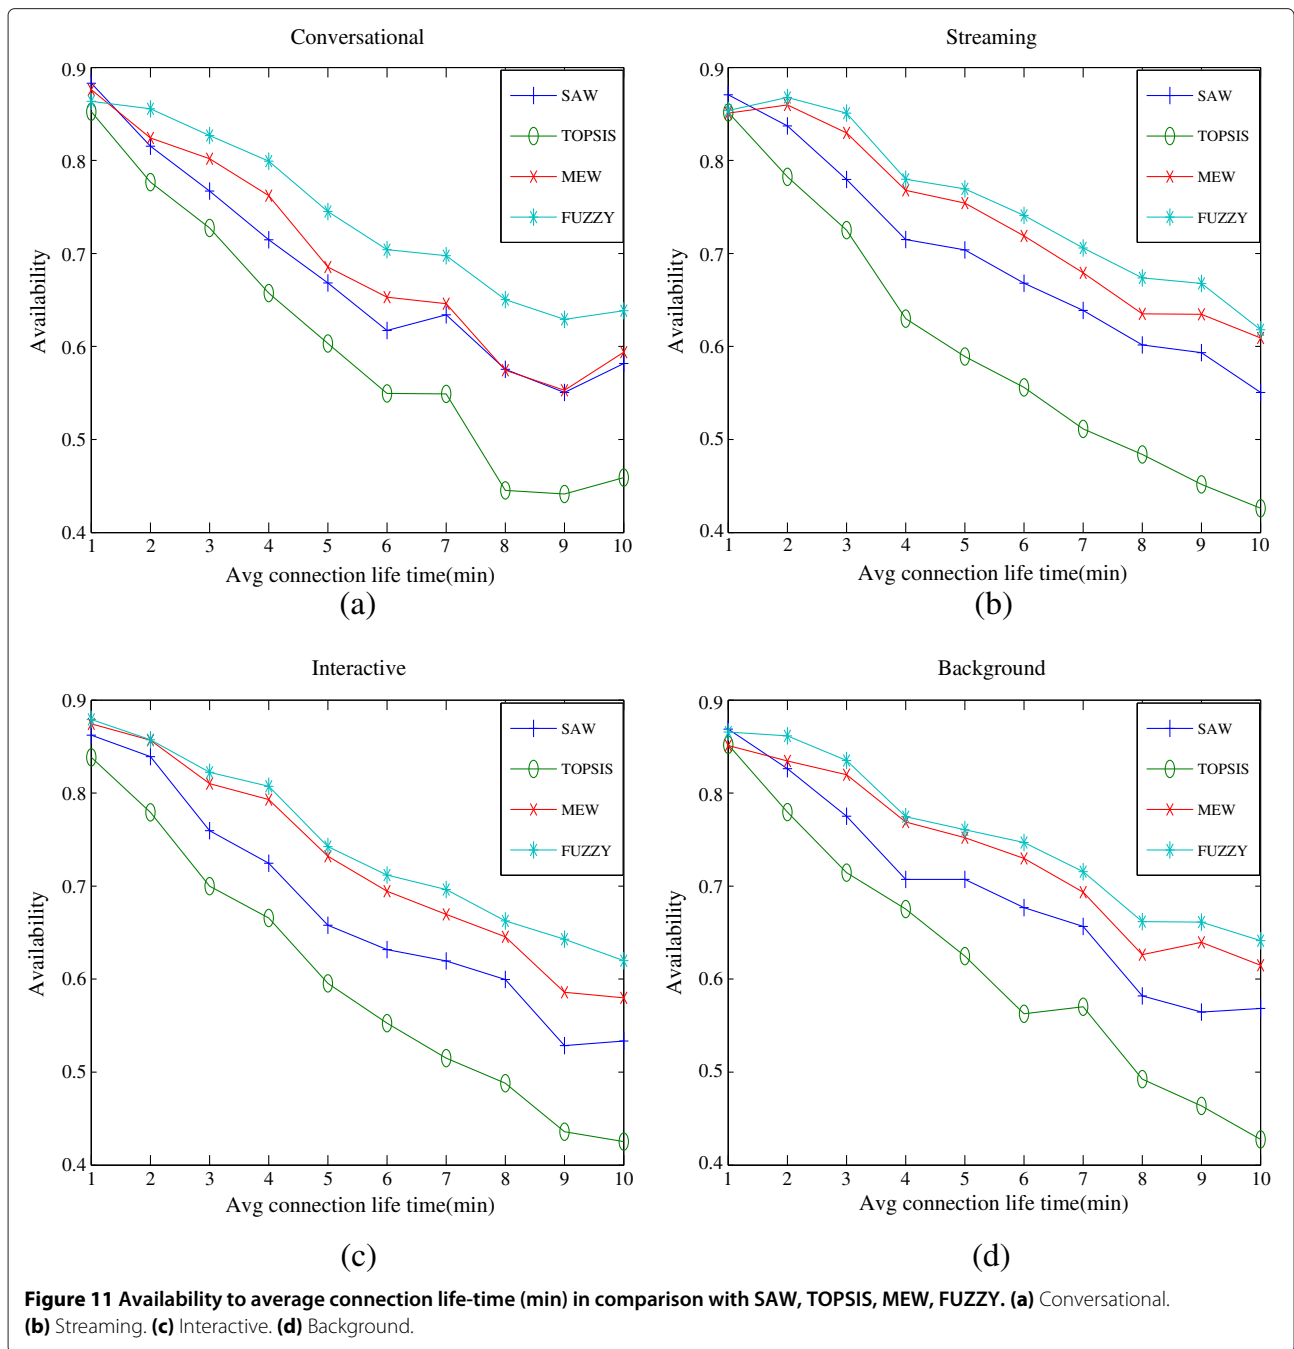 Conversational
0.9
0.8
0.7
0.6
0.5
0.4
Availability
SAW
TOPSIS
MEW
FUZZY
1 2 3 4 5 6 7 8 9 10
Avg connection life time(min)
(a)
Streaming
0.9
0.8
0.7
0.6
0.5
0.4
Availability
SAW
TOPSIS
MEW
FUZZY
1 2 3 4 5 6 7 8 9 10
Avg connection life time(min)
(b)
Interactive
0.9
0.8
0.7
0.6
0.5
0.4
Availability
SAW
TOPSIS
MEW
FUZZY
1 2 3 4 5 6 7 8 9 10
Avg connection life time(min)
(c)
Background
0.9
0.8
0.7
0.6
0.5
0.4
Availability
SAW
TOPSIS
MEW
FUZZY
1 2 3 4 5 6 7 8 9 10
Avg connection life time(min)
(d)
Figure 11 Availability to average connection life-time (min) in comparison with SAW, TOPSIS, MEW, FUZZY. (a) Conversational.
(b) Streaming. (c) Interactive. (d) Background.